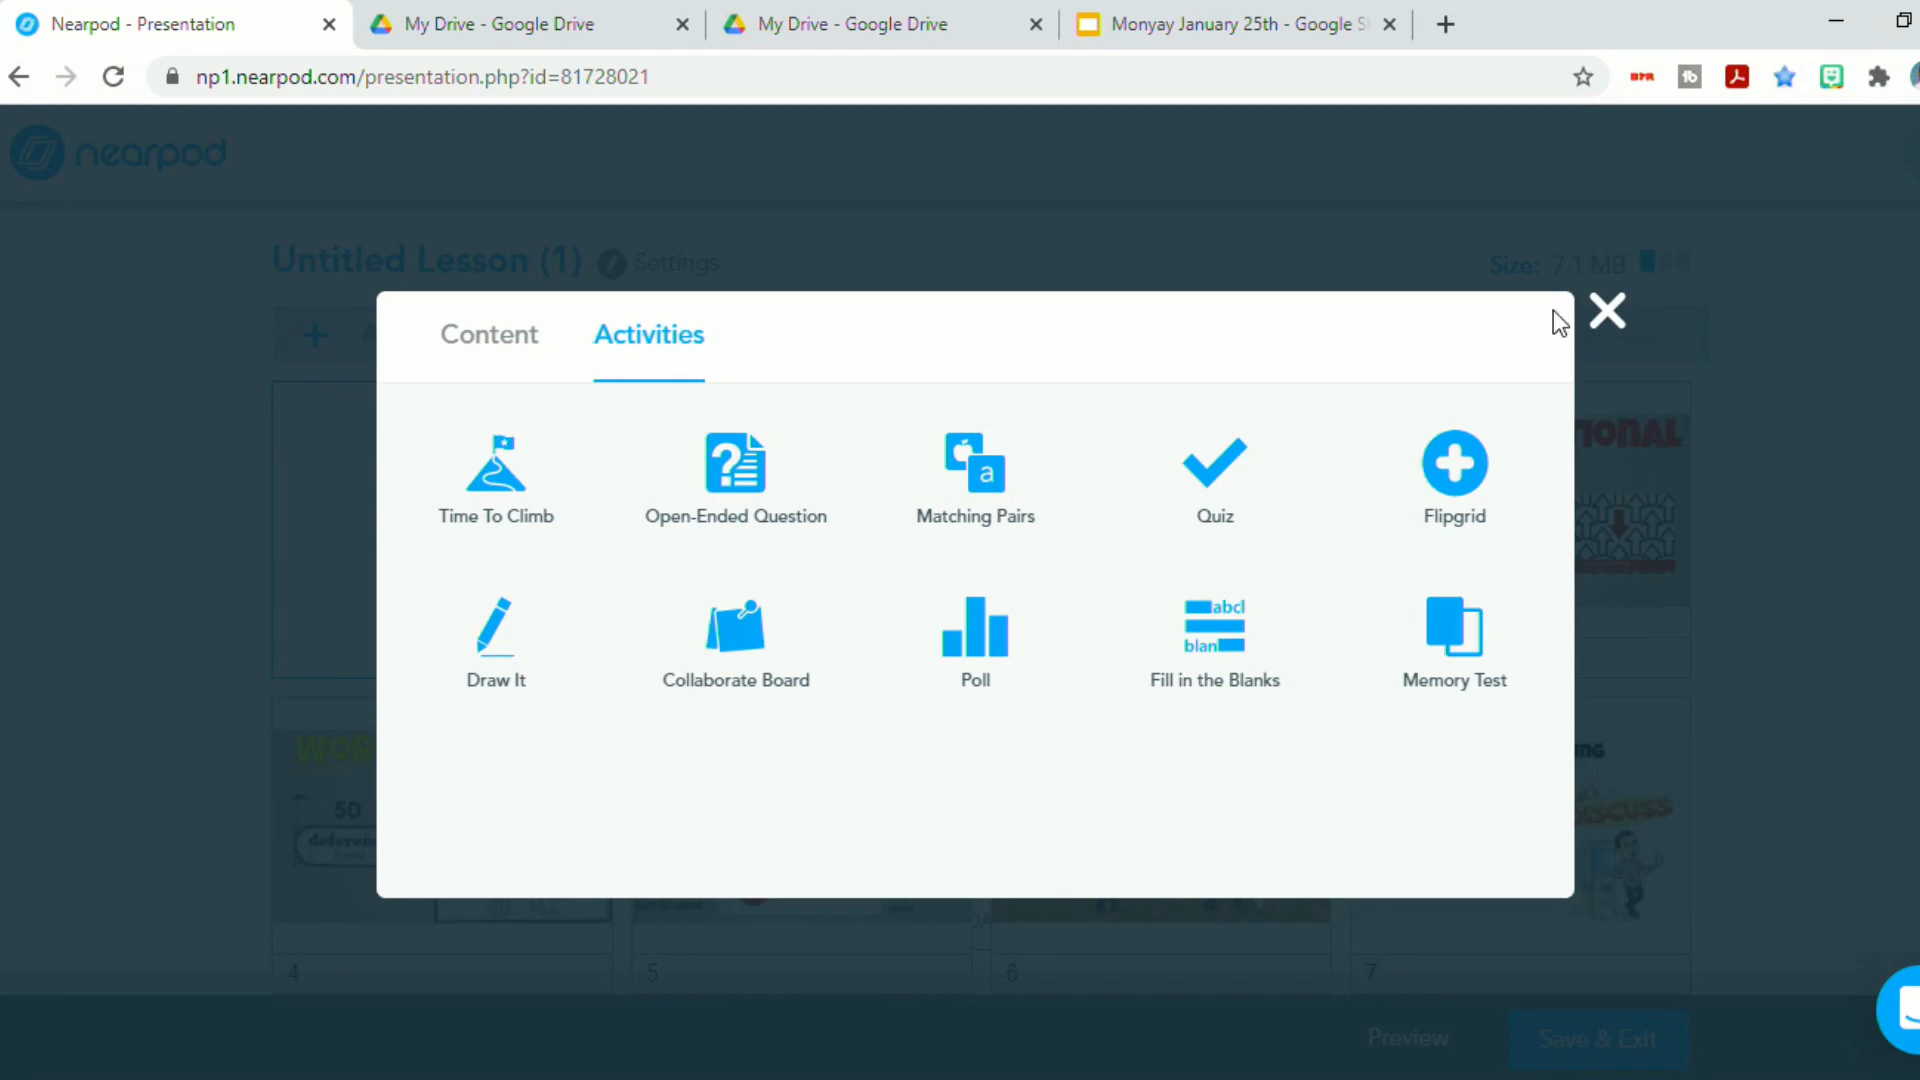 Nearpod - Presentation
My Drive - Google Drive
My Drive - Google Drive
Monyay January 25th - Google S
np1.nearpod.com/presentation.php?id=81728021
nearpod
Untitled Lesson (1)
Settings
Size: 7.1 MB
Content
Activities
Time To Climb
Open-Ended Question
Matching Pairs
Quiz
Flipgrid
abcl
blan
Draw It
Collaborate Board
Poll
Fill in the Blanks
Memory Test
50
4
5
6
7
Preview
Save & Exit